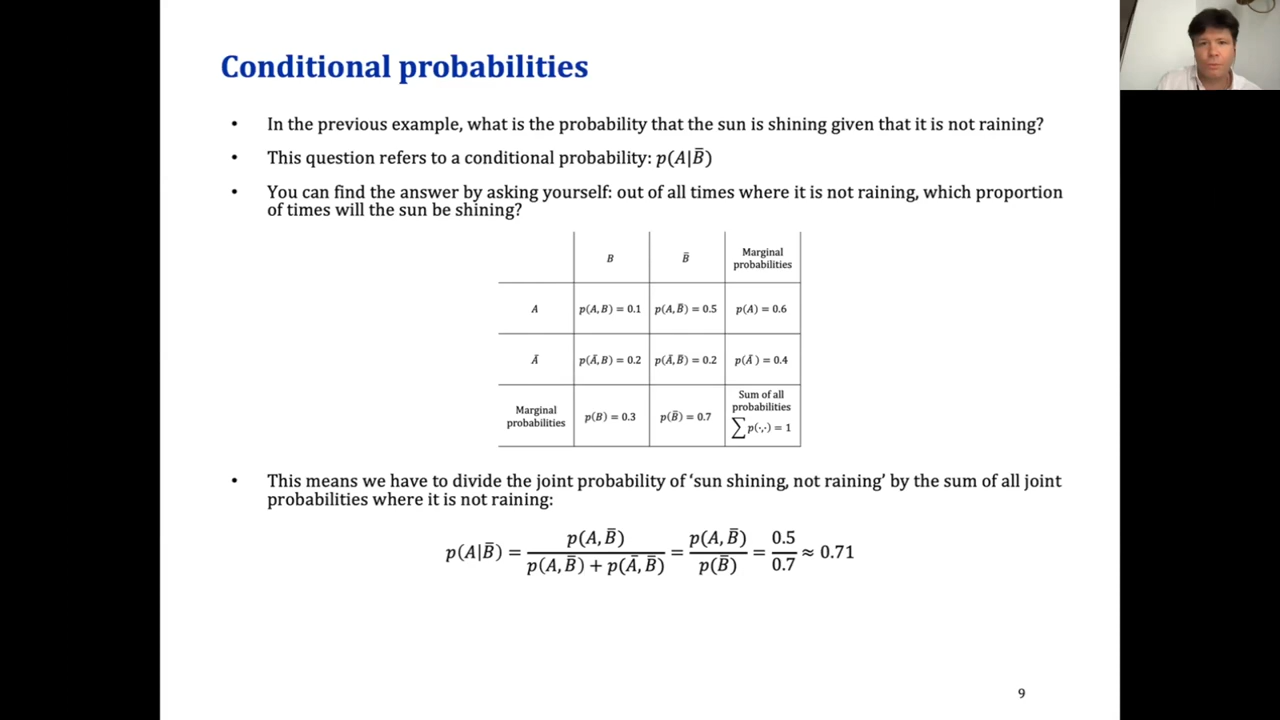 Conditional probabilities
• In the previous example, what is the probability that the sun is shining given that it is not raining?
• This question refers to a conditional probability: p(A|B̄)
• You can find the answer by asking yourself: out of all times where it is not raining, which proportion
of times will the sun be shining?
B B̄ Marginal
probabilities
A p(A, B) = 0.1 p(A, B̄) = 0.5 p(A) = 0.6
Ā p(Ā, B) = 0.2 p(Ā, B̄) = 0.2 p(Ā ) = 0.4
Marginal
probabilities p(B) = 0.3 p(B̄) = 0.7 Sum of all
probabilities
∑ p(·,·) = 1
• This means we have to divide the joint probability of ‘sun shining, not raining’ by the sum of all joint
probabilities where it is not raining:
p(A|B̄) = p(A, B̄) / p(A, B̄) + p(Ā, B̄) = p(A, B̄) / p(B̄) = 0.5 / 0.7 ≈ 0.71
9